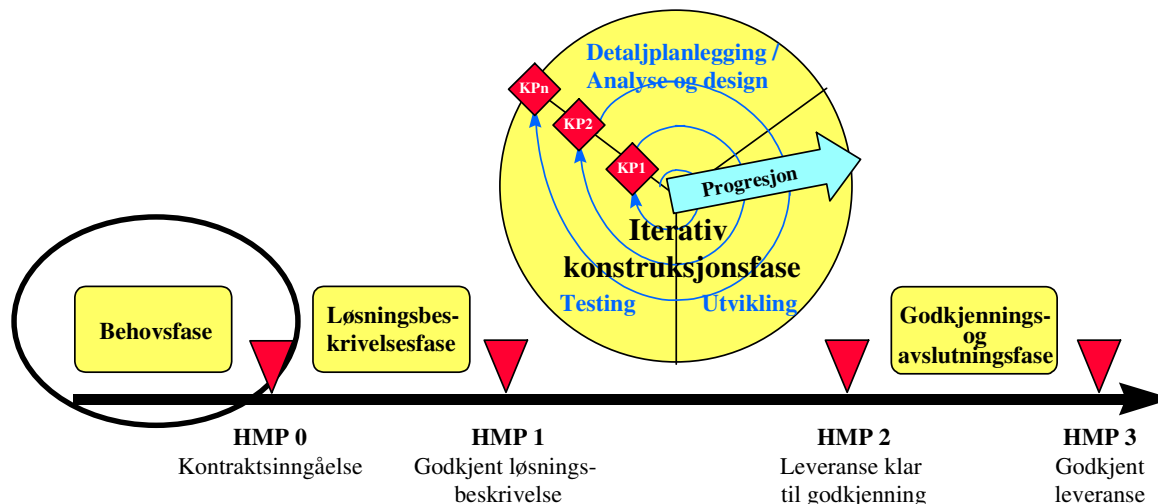 Detaljplanlegging /
Analyse og design
KPn
KP2
KP1
Progresjon
Iterativ
konstruksjonsfase
Testing
Utvikling
Behovsfase
Løsningsbes-
krivelsesfase
Godkjennings-
og
avslutningsfase
HMP 0
Kontraktsinngåelse
HMP 1
Godkjent løsnings-
beskrivelse
HMP 2
Leveranse klar
til godkjenning
HMP 3
Godkjent
leveranse